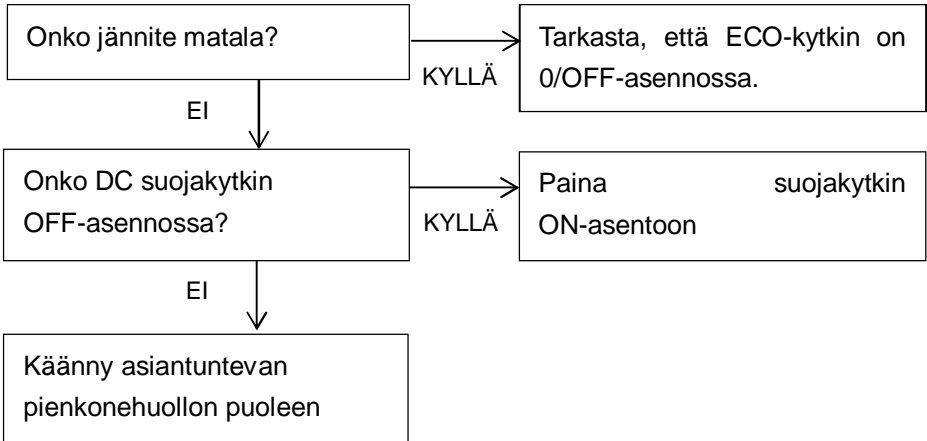 Onko jännite matala?
KYLLÄ
Tarkasta, että ECO-kytkin on
0/OFF-asennossa.
EI
Onko DC suojakytkin
OFF-asennossa?
KYLLÄ
Paina suojakytkin
ON-asentoon
EI
Käänny asiantuntevan
pienkonehuollon puoleen